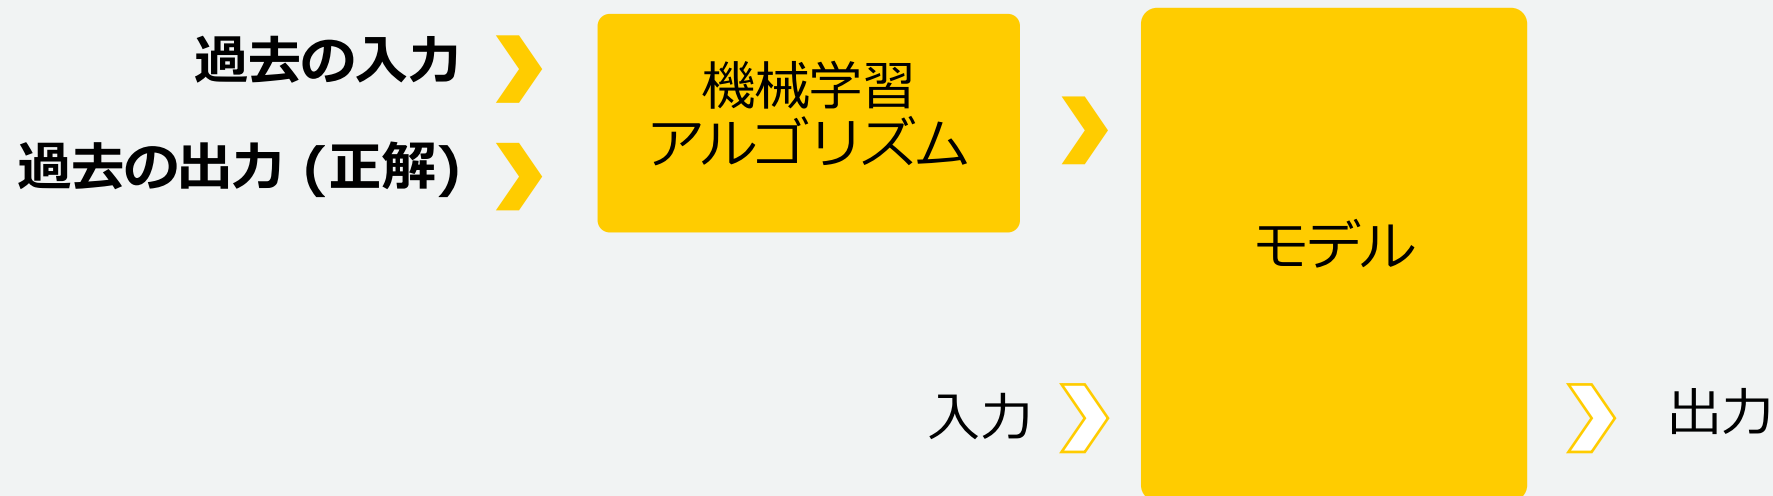 過去の入力
過去の出力 (正解)
機械学習
アルゴリズム
モデル
入力
出力